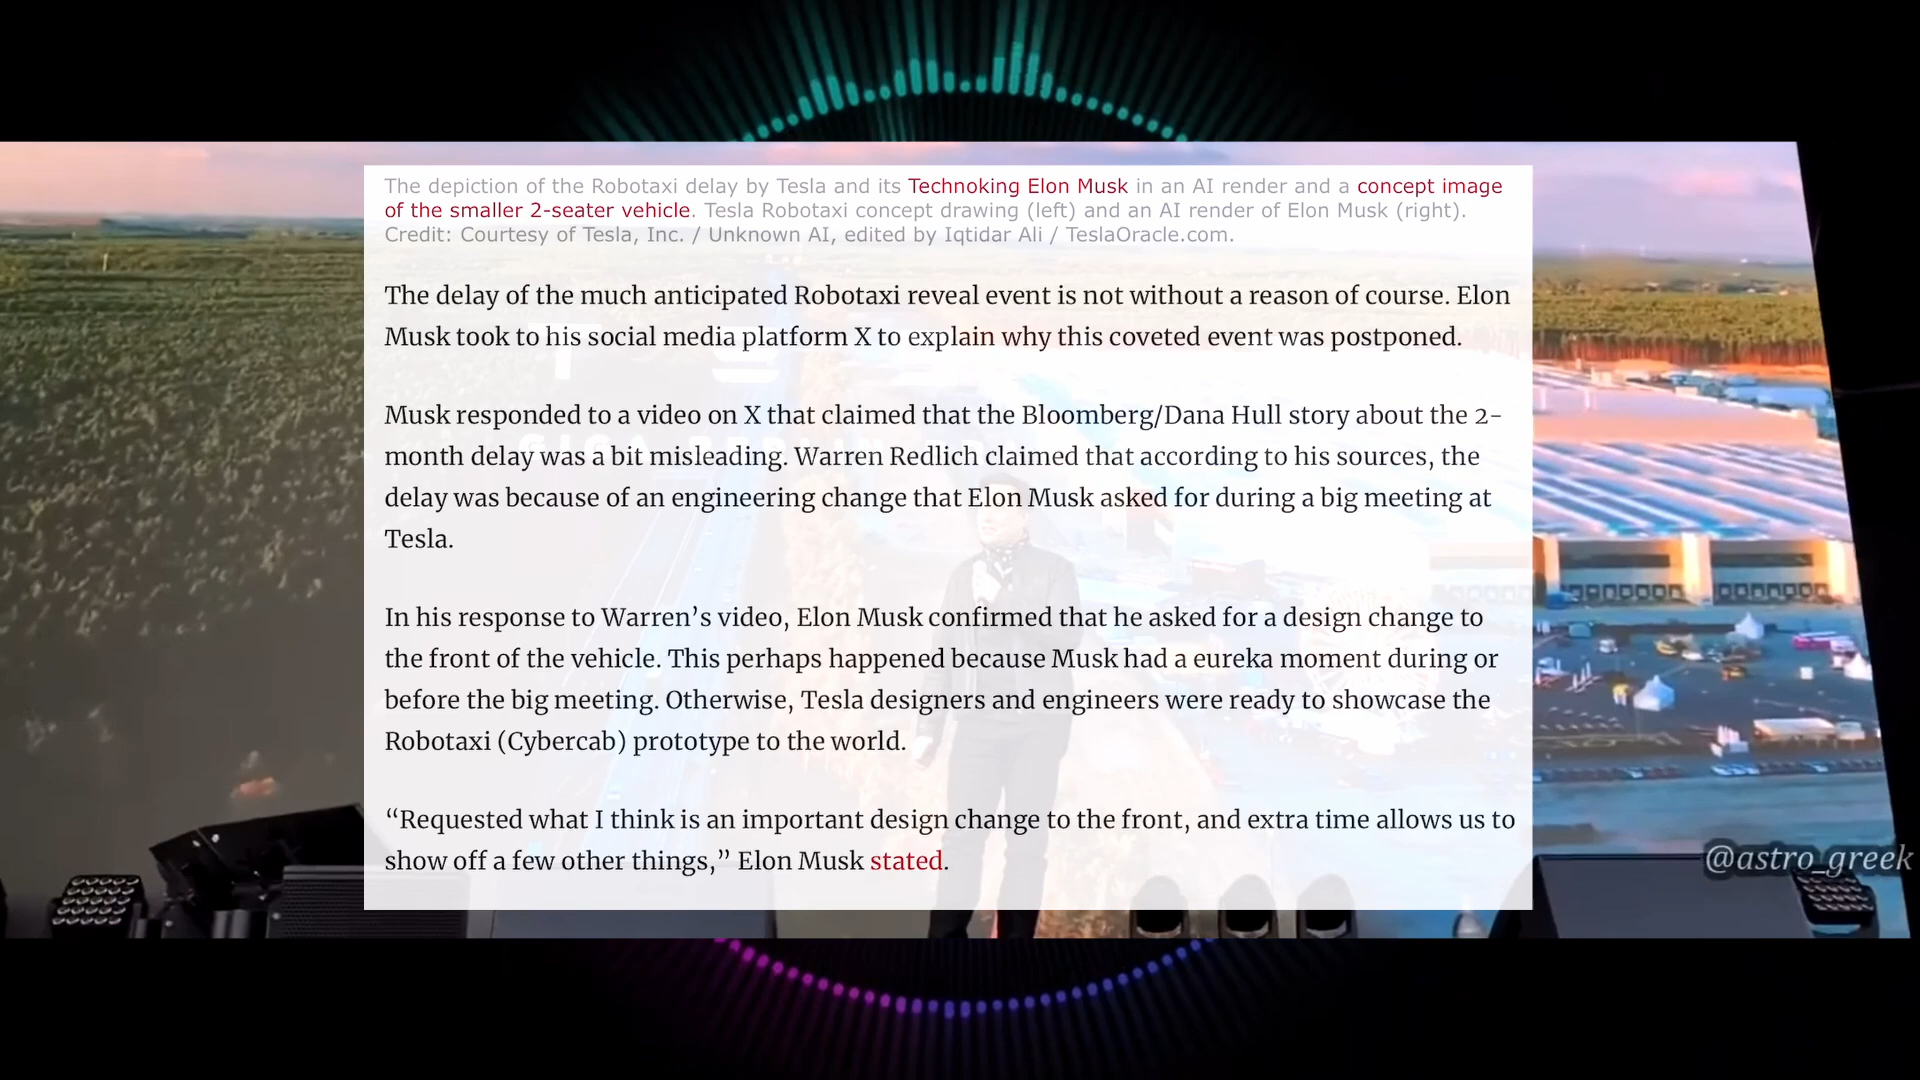 The depiction of the Robotaxi delay by Tesla and its Technoking Elon Musk in an AI render and a concept image
of the smaller 2-seater vehicle. Tesla Robotaxi concept drawing (left) and an AI render of Elon Musk (right).
Credit: Courtesy of Tesla, Inc. / Unknown AI, edited by Iqtidar Ali / TeslaOracle.com.
The delay of the much anticipated Robotaxi reveal event is not without a reason of course. Elon
Musk took to his social media platform X to explain why this coveted event was postponed.
Musk responded to a video on X that claimed that the Bloomberg/Dana Hull story about the 2-
month delay was a bit misleading. Warren Redlich claimed that according to his sources, the
delay was because of an engineering change that Elon Musk asked for during a big meeting at
Tesla.
In his response to Warren’s video, Elon Musk confirmed that he asked for a design change to
the front of the vehicle. This perhaps happened because Musk had a eureka moment during or
before the big meeting. Otherwise, Tesla designers and engineers were ready to showcase the
Robotaxi (Cybercab) prototype to the world.
“Requested what I think is an important design change to the front, and extra time allows us to
show off a few other things,” Elon Musk stated.
@astro_greek